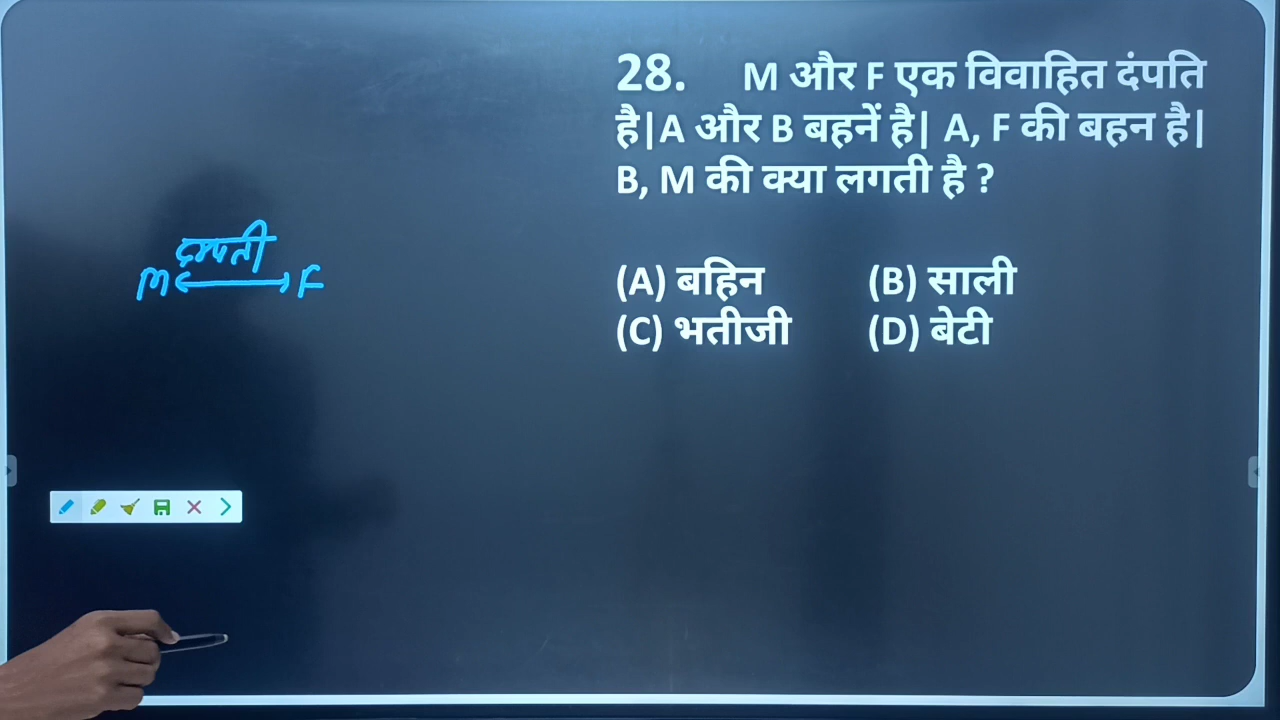 28. M और F एक विवाहित दंपति
है|A और B बहनें है| A, F की बहन है|
B, M की क्या लगती है ?
(A) बहिन (B) साली
(C) भतीजी (D) बेटी
दम्पती
M F